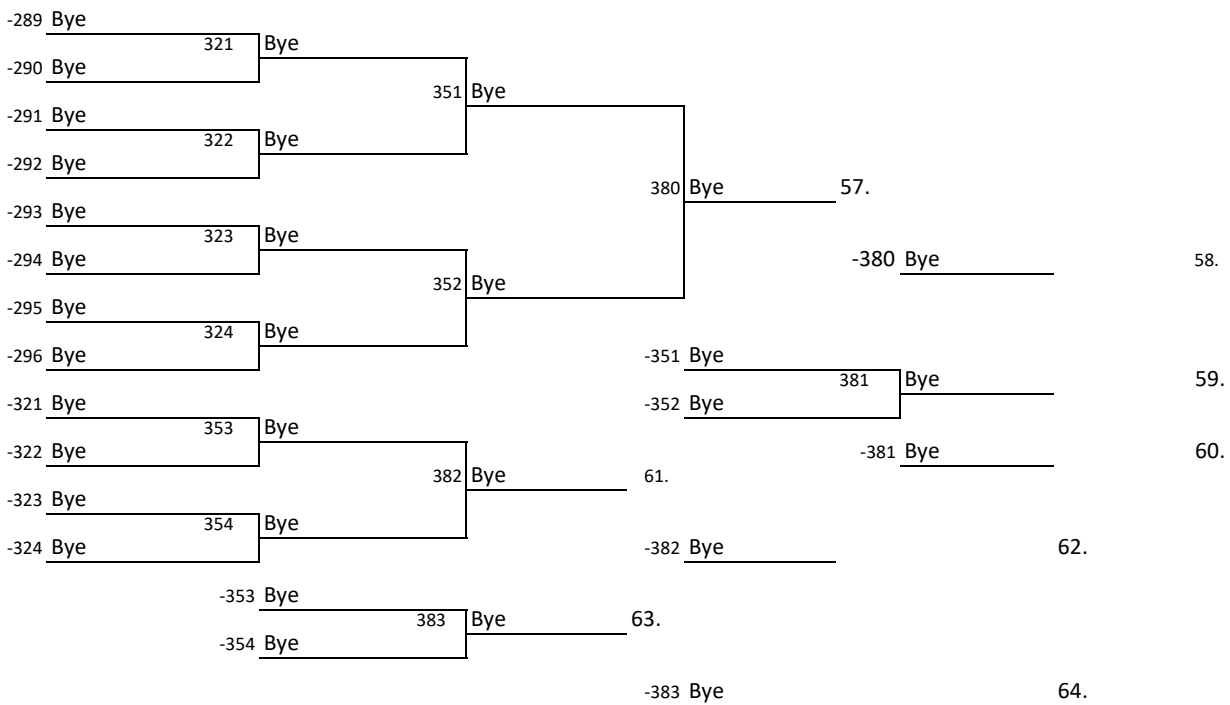 -289 Bye
321 Bye
-290 Bye
351 Bye
-291 Bye
322 Bye
-292 Bye
380 Bye 57.
-293 Bye
323 Bye
-294 Bye
-380 Bye 58.
352 Bye
-295 Bye
324 Bye
-296 Bye
-351 Bye
381 Bye 59.
-321 Bye
-352 Bye
353 Bye
-322 Bye
-381 Bye 60.
382 Bye 61.
-323 Bye
354 Bye
-324 Bye
-382 Bye 62.
-353 Bye
383 Bye 63.
-354 Bye
-383 Bye 64.